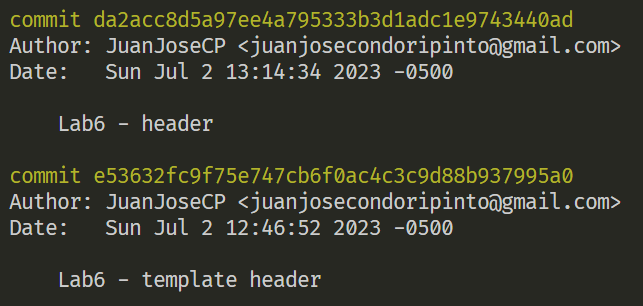 commit da2acc8d5a97ee4a795333b3d1adc1e9743440ad
Author: JuanJoseCP <juanjosecondoripinto@gmail.com>
Date:   Sun Jul 2 13:14:34 2023 -0500
Lab6 - header
commit e53632fc9f75e747cb6f0ac4c3c9d88b937995a0
Author: JuanJoseCP <juanjosecondoripinto@gmail.com>
Date:   Sun Jul 2 12:46:52 2023 -0500
Lab6 - template header